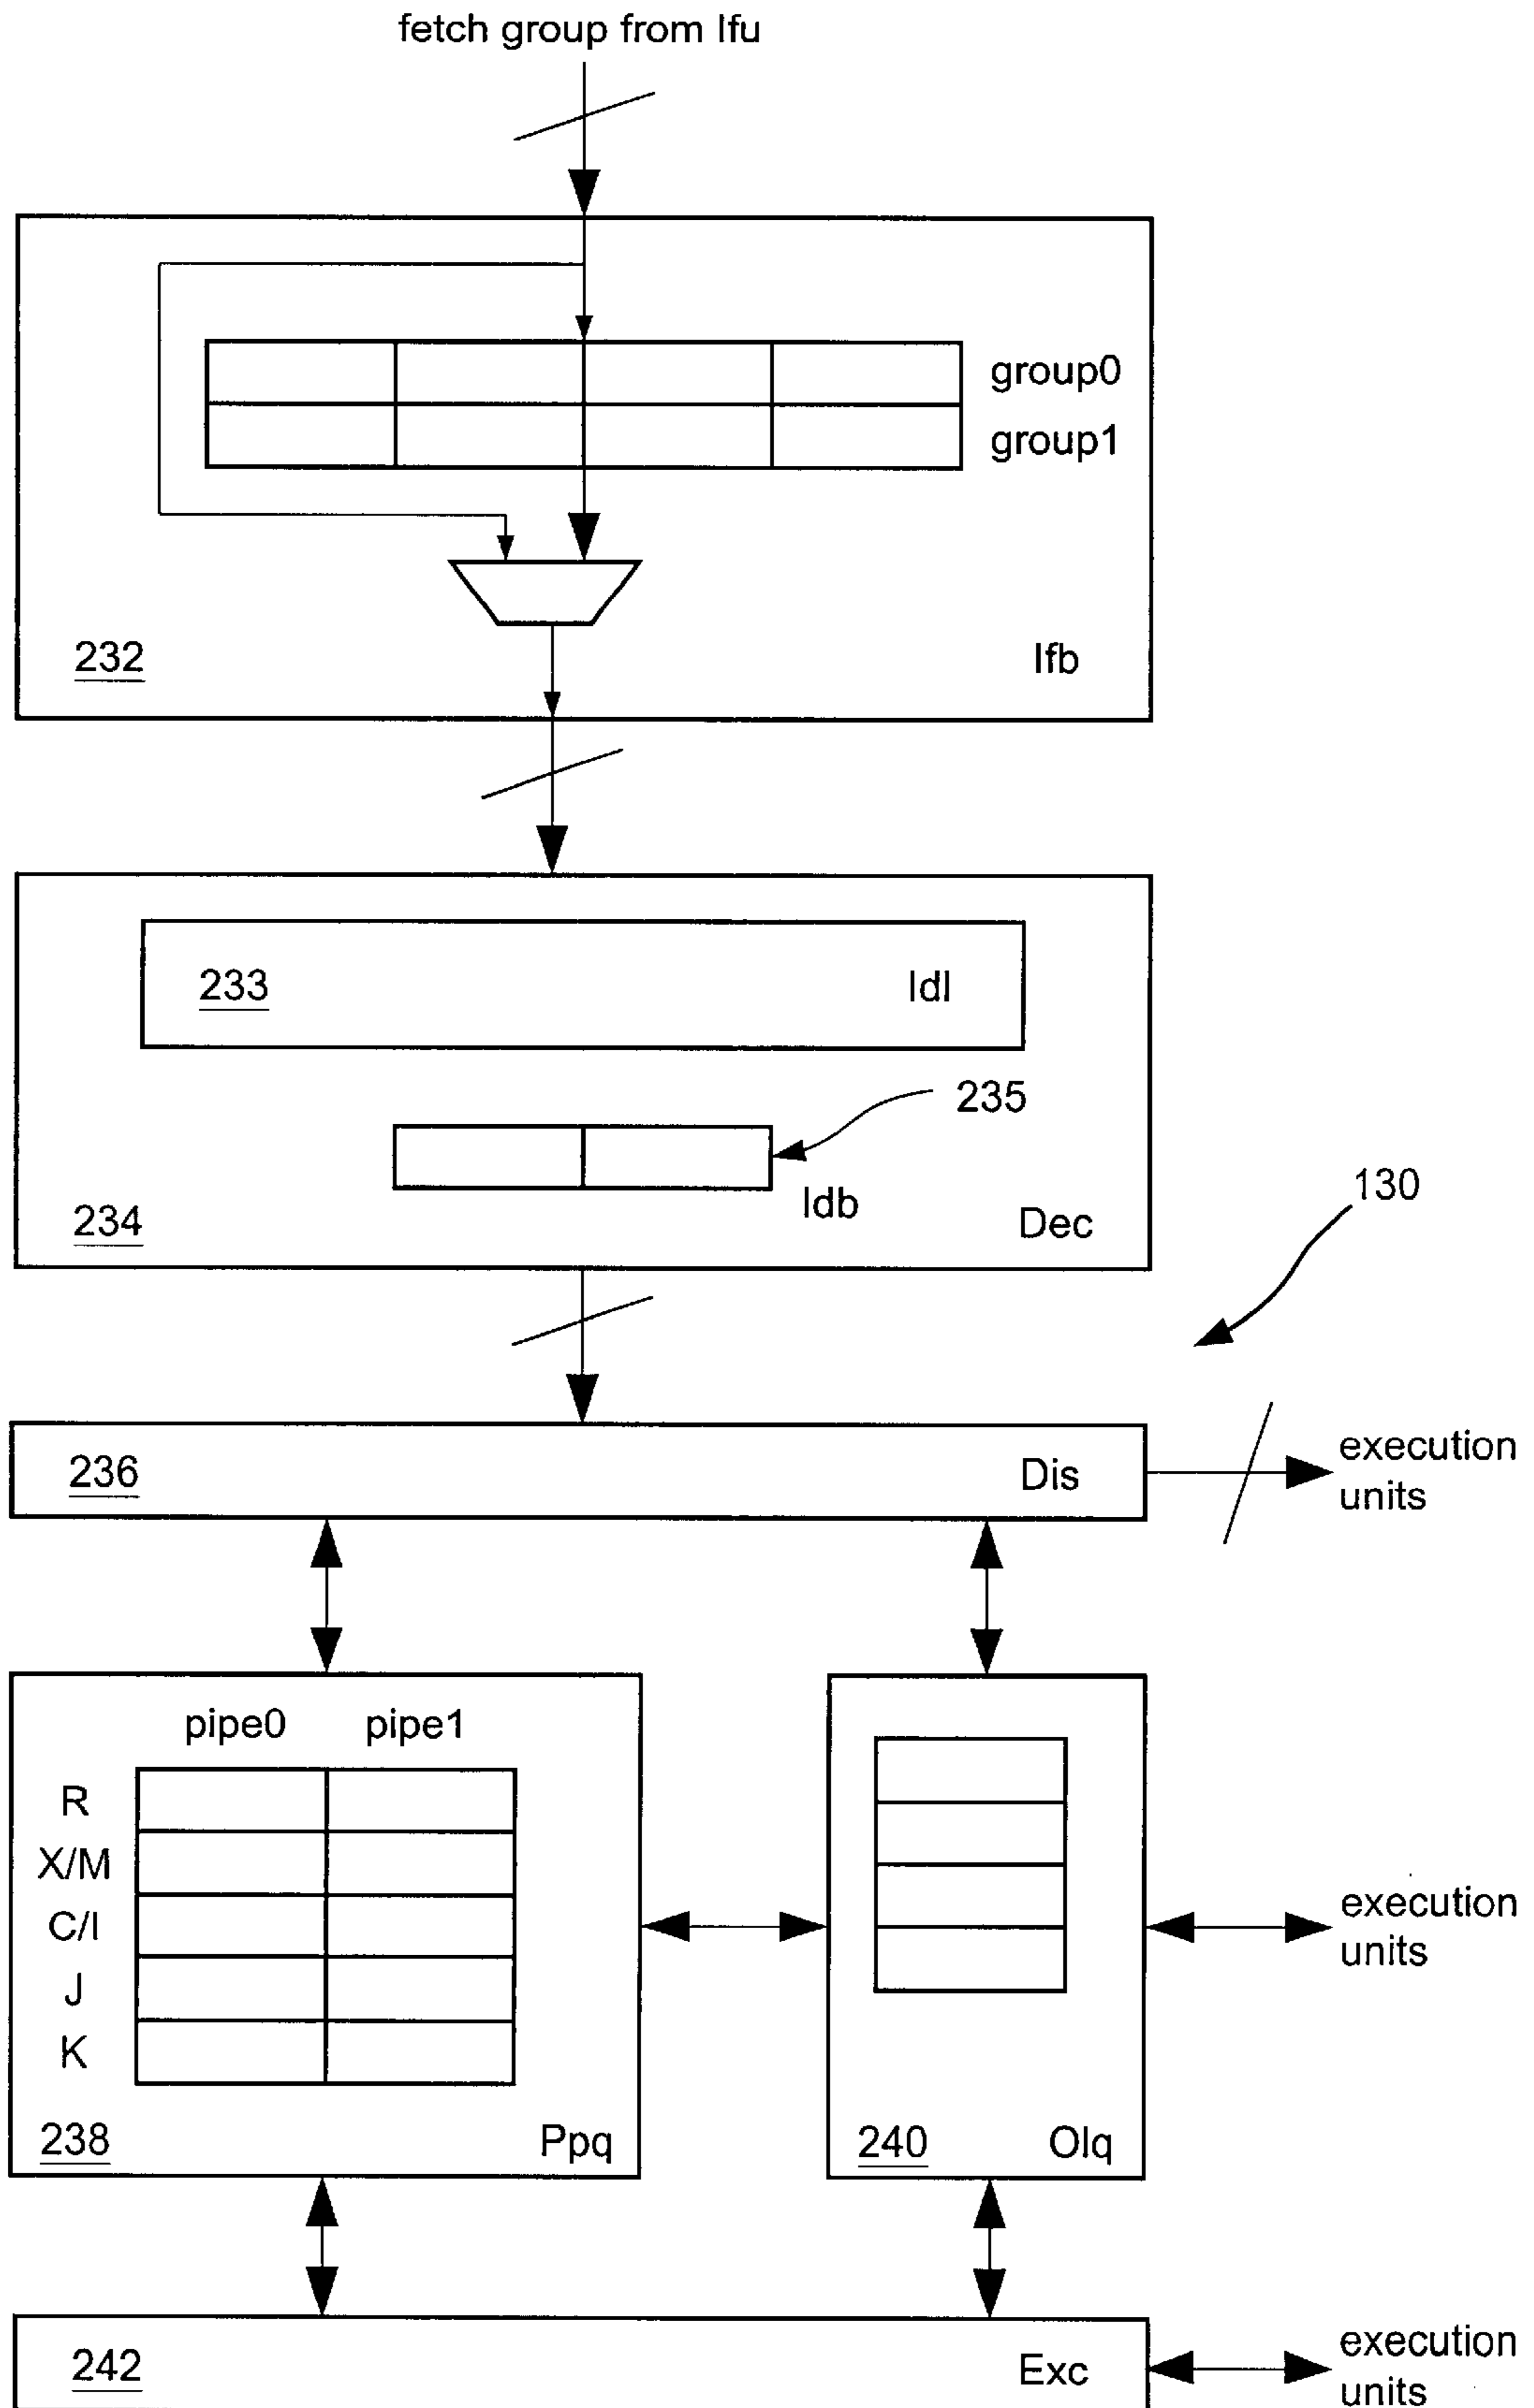 fetch group from Ifu
group0
group1
232
Ifb
233
Idl
235
Idb
234
Dec
130
236
Dis
execution
units
pipe0 pipe1
R
X/M
C/I
J
K
238
Ppq
240
Olq
execution
units
242
Exc
execution
units